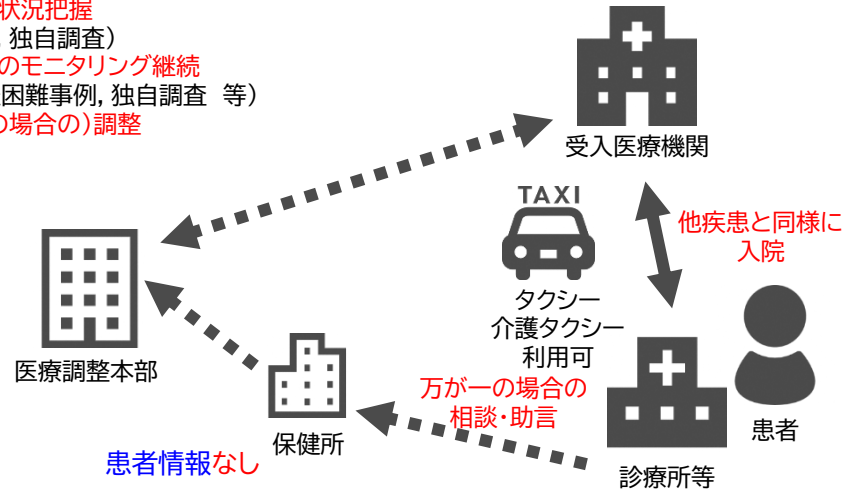 状況把握
独自調査)
のモニタリング継続
困難事例, 独自調査 等)
場合の)調整
受入医療機関
TAXI
他疾患と同様に
入院
タクシー
介護タクシー
利用可
医療調整本部
万が一の場合の
相談・助言
患者
保健所
患者情報なし
診療所等